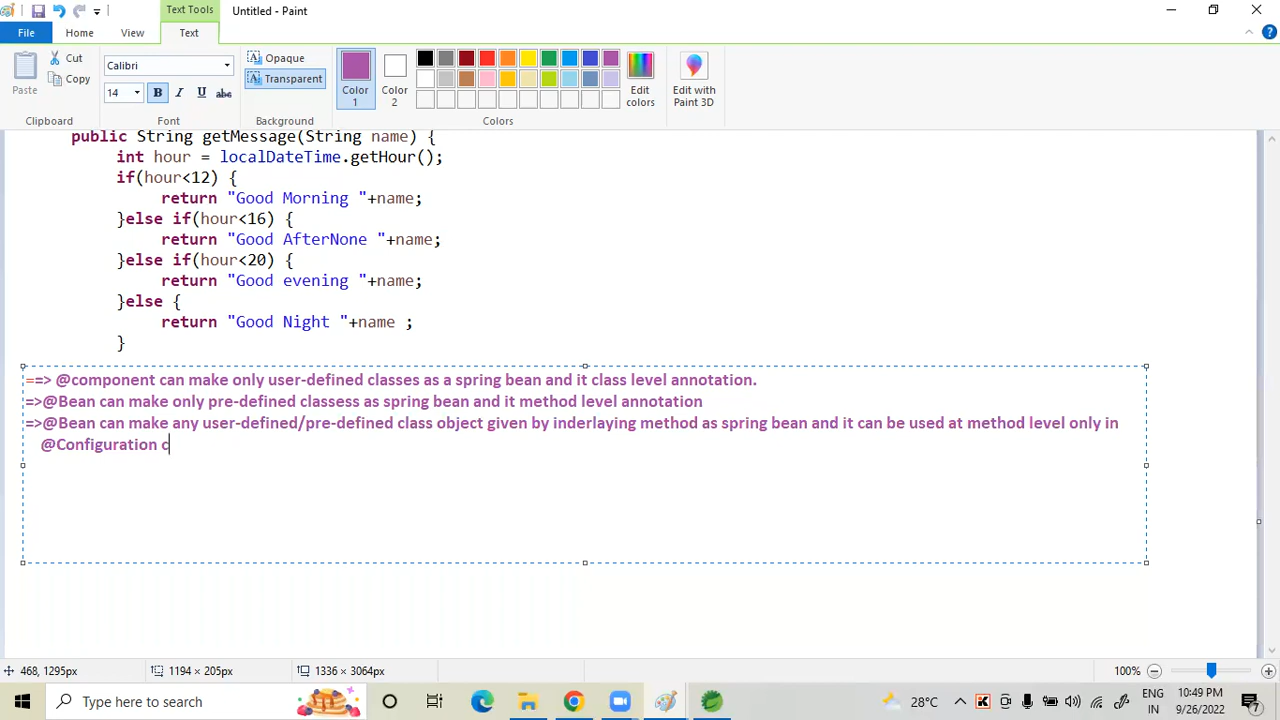 Text Tools
Untitled - Paint
File
Home
View
Text
Paste
Cut
Copy
Clipboard
Calibri
14
B
I
U
abc
Font
Opaque
Transparent
Background
Color 1
Color 2
Edit colors
Colors
Edit with Paint 3D
public String getMessage(String name) {
int hour = localDateTime.getHour();
if(hour<12) {
return "Good Morning "+name;
}else if(hour<16) {
return "Good AfterNone "+name;
}else if(hour<20) {
return "Good evening "+name;
}else {
return "Good Night "+name ;
}
==> @component can make only user-defined classes as a spring bean and it class level annotation.
=>@Bean can make only pre-defined classess as spring bean and it method level annotation
=>@Bean can make any user-defined/pre-defined class object given by inderlaying method as spring bean and it can be used at method level only in
@Configuration c
468, 1295px
1194 × 205px
1336 × 3064px
100%
Type here to search
28°C
ENG
IN
10:49 PM
9/26/2022
7